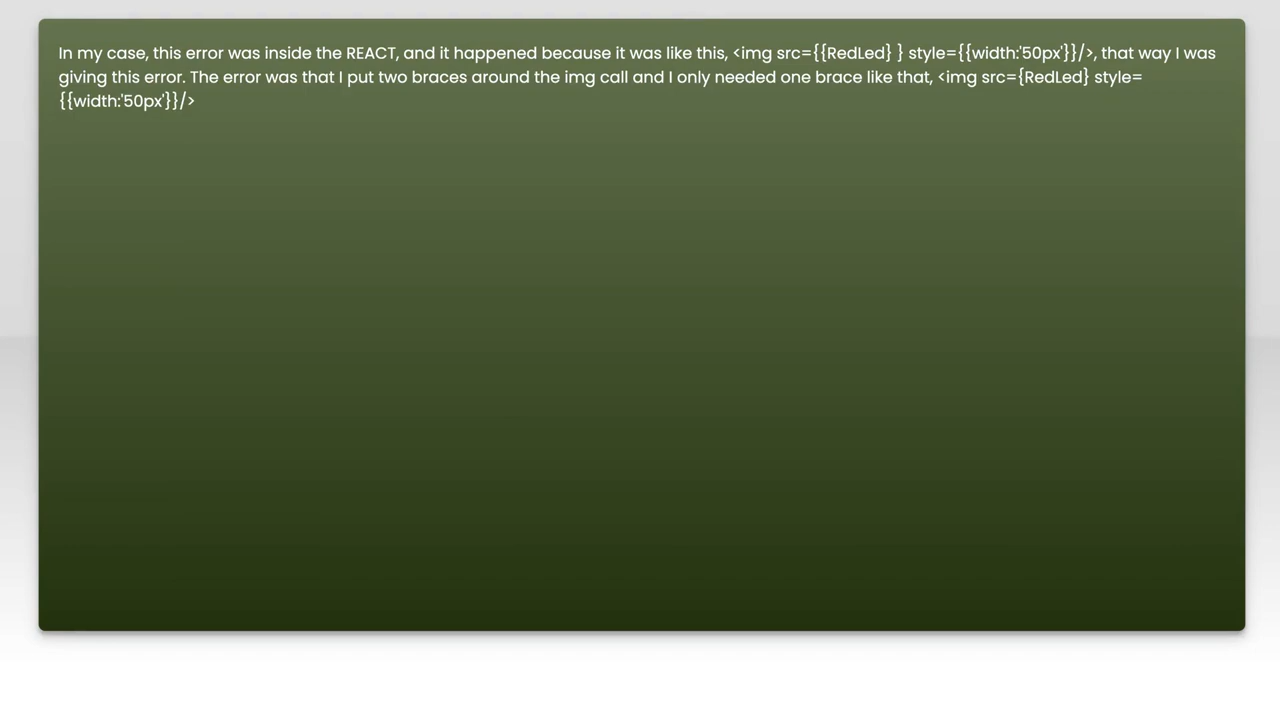 In my case, this error was inside the REACT, and it happened because it was like this, <img src={{RedLed} } style={{width:'50px'}}/>, that way I was
giving this error. The error was that I put two braces around the img call and I only needed one brace like that, <img src={RedLed} style=
{{width:'50px'}}/>